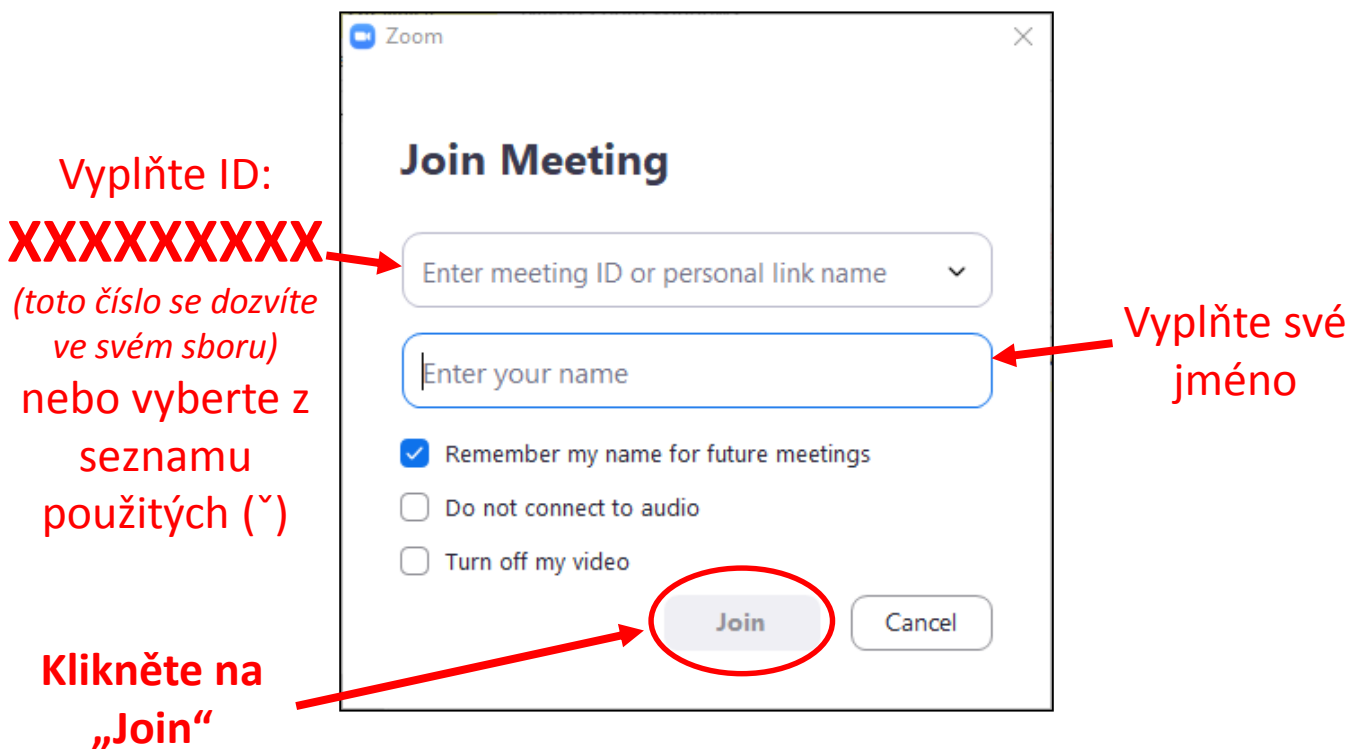 Zoom
Join Meeting
Vyplňte ID:
XXXXXXXXX
(toto číslo se dozvíte
ve svém sboru)
nebo vyberte z
seznamu
použitých (ˇ)
Enter meeting ID or personal link name
Enter your name
Vyplňte své
jméno
Remember my name for future meetings
Do not connect to audio
Turn off my video
Join
Cancel
Klikněte na
„Join“